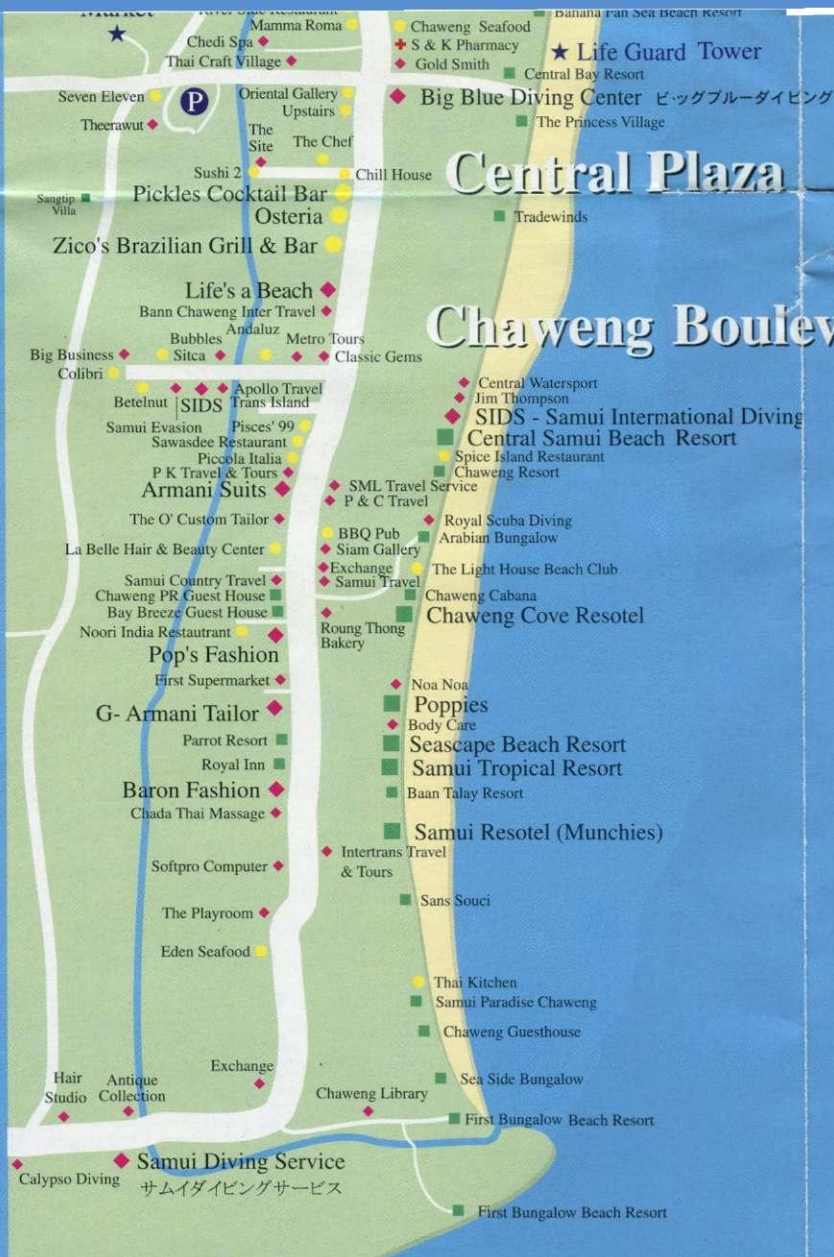 Market
River Side Restaurant
Mamma Roma
Chedi Spa
Thai Craft Village
Chaweng Seafood
S & K Pharmacy
Gold Smith
Banana Fan Sea Beach Resort
Life Guard Tower
Central Bay Resort
Seven Eleven
P
Theerawut
Oriental Gallery
Upstairs
Big Blue Diving Center ビッグブルーダイビング
The Princess Village
The
Site
The Chef
Sushi 2
Chill House
Central Plaza
Sangtip
Villa
Pickles Cocktail Bar
Osteria
Tradewinds
Zico's Brazilian Grill & Bar
Life's a Beach
Bann Chaweng Inter Travel
Chaweng Boulev
Andaluz
Bubbles
Metro Tours
Big Business
Sitca
Classic Gems
Colibri
Betelnut
SIDS
Apollo Travel
Trans Island
Central Watersport
Jim Thompson
SIDS - Samui International Diving
Central Samui Beach Resort
Spice Island Restaurant
Chaweng Resort
Samui Evasion
Pisces' 99
Sawasdee Restaurant
Piccola Italia
P K Travel & Tours
Armani Suits
SML Travel Service
P & C Travel
The O' Custom Tailor
Royal Scuba Diving
Arabian Bungalow
BBQ Pub
La Belle Hair & Beauty Center
Siam Gallery
Exchange
The Light House Beach Club
Samui Country Travel
Samui Travel
Chaweng PR Guest House
Chaweng Cabana
Bay Breeze Guest House
Chaweng Cove Resotel
Noori India Restautrant
Roung Thong
Bakery
Pop's Fashion
First Supermarket
Noa Noa
G- Armani Tailor
Poppies
Body Care
Parrot Resort
Seascape Beach Resort
Royal Inn
Samui Tropical Resort
Baron Fashion
Baan Talay Resort
Chada Thai Massage
Samui Resotel (Munchies)
Softpro Computer
Intertrans Travel
& Tours
Sans Souci
The Playroom
Eden Seafood
Thai Kitchen
Samui Paradise Chaweng
Chaweng Guesthouse
Exchange
Hair
Studio
Antique
Collection
Sea Side Bungalow
Chaweng Library
First Bungalow Beach Resort
Calypso Diving
Samui Diving Service
サムイダイビングサービス
First Bungalow Beach Resort